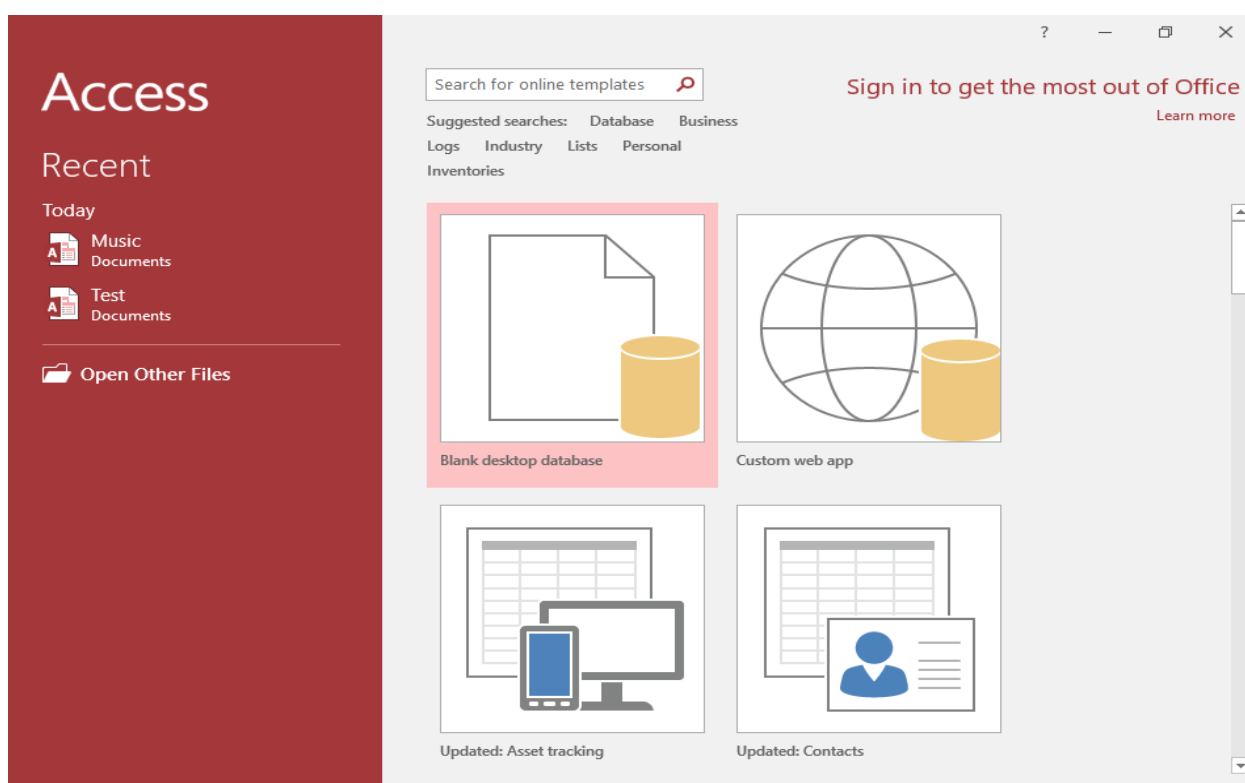 ?
Access
Search for online templates
Sign in to get the most out of Office
Learn more
Suggested searches: Database Business
Logs Industry Lists Personal
Inventories
Recent
Today
A Music
Documents
A Test
Documents
Open Other Files
Blank desktop database
Custom web app
Updated: Asset tracking
Updated: Contacts